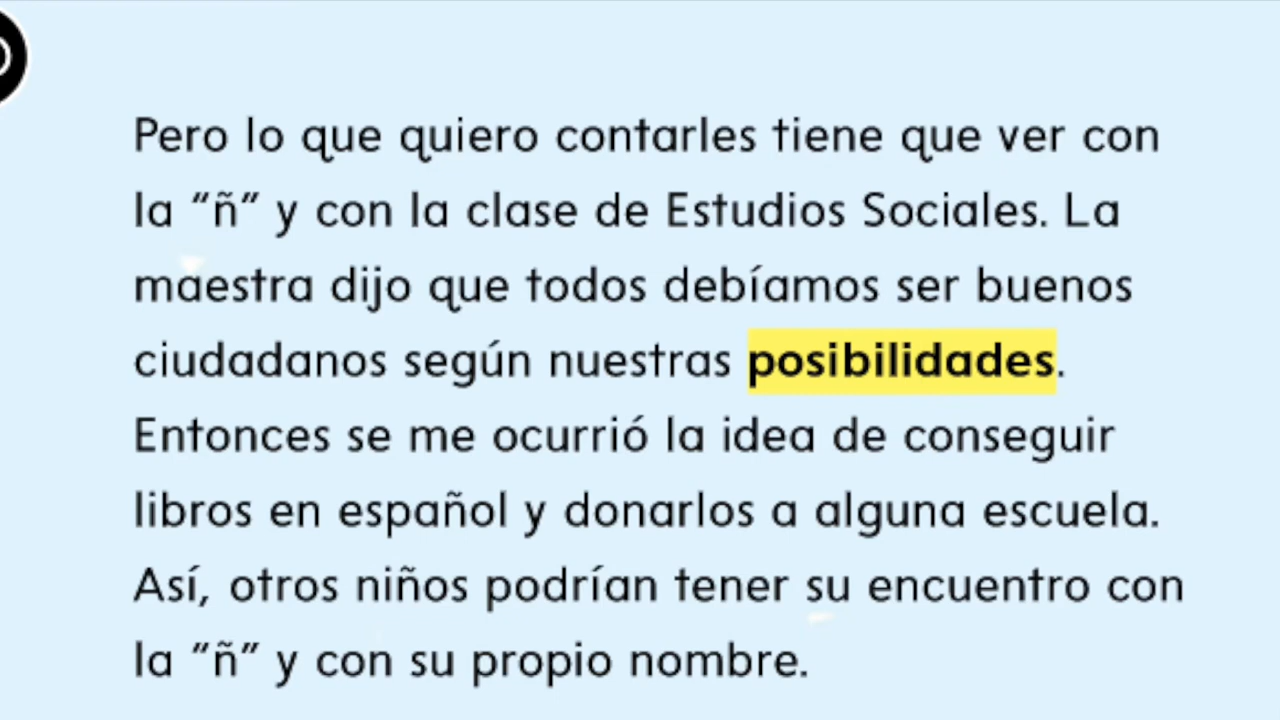 Pero lo que quiero contarles tiene que ver con
la “ñ” y con la clase de Estudios Sociales. La
maestra dijo que todos debíamos ser buenos
ciudadanos según nuestras posibilidades.
Entonces se me ocurrió la idea de conseguir
libros en español y donarlos a alguna escuela.
Así, otros niños podrían tener su encuentro con
la “ñ” y con su propio nombre.